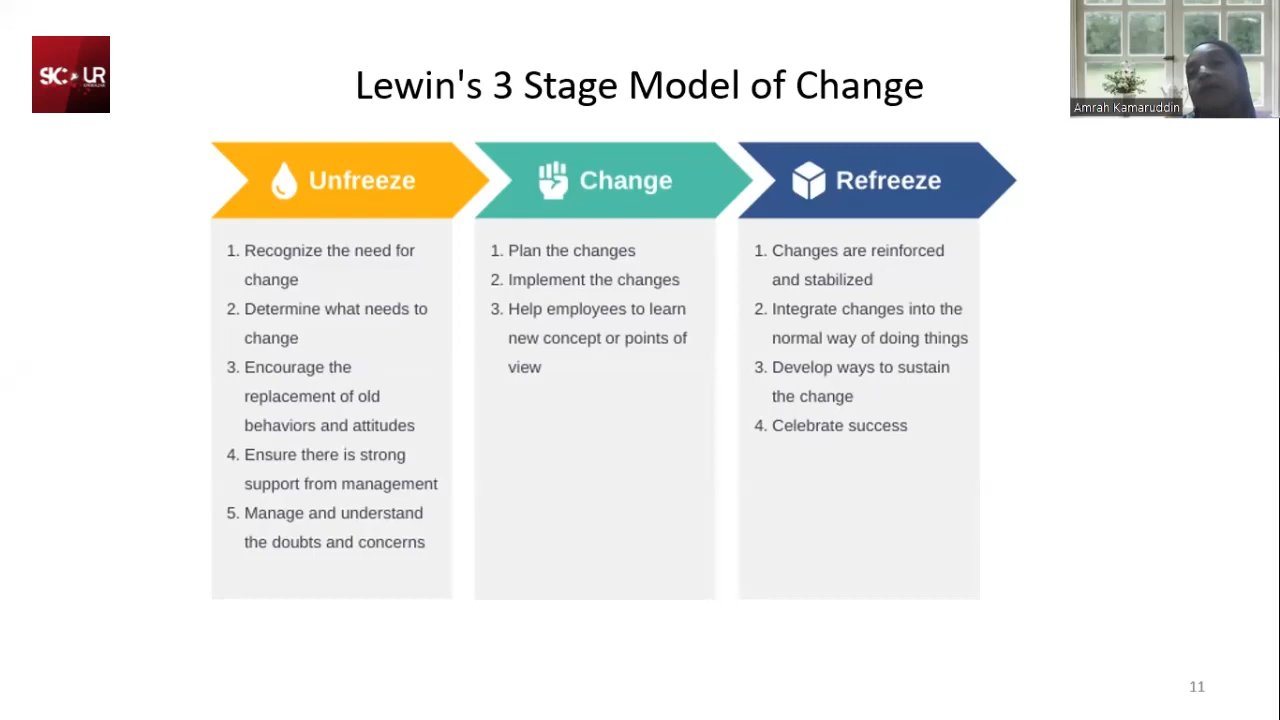 SK
UR
Lewin's 3 Stage Model of Change
Amrah Kamaruddin
Unfreeze
1. Recognize the need for
change
2. Determine what needs to
change
3. Encourage the
replacement of old
behaviors and attitudes
4. Ensure there is strong
support from management
5. Manage and understand
the doubts and concerns
Change
1. Plan the changes
2. Implement the changes
3. Help employees to learn
new concept or points of
view
Refreeze
1. Changes are reinforced
and stabilized
2. Integrate changes into the
normal way of doing things
3. Develop ways to sustain
the change
4. Celebrate success
11